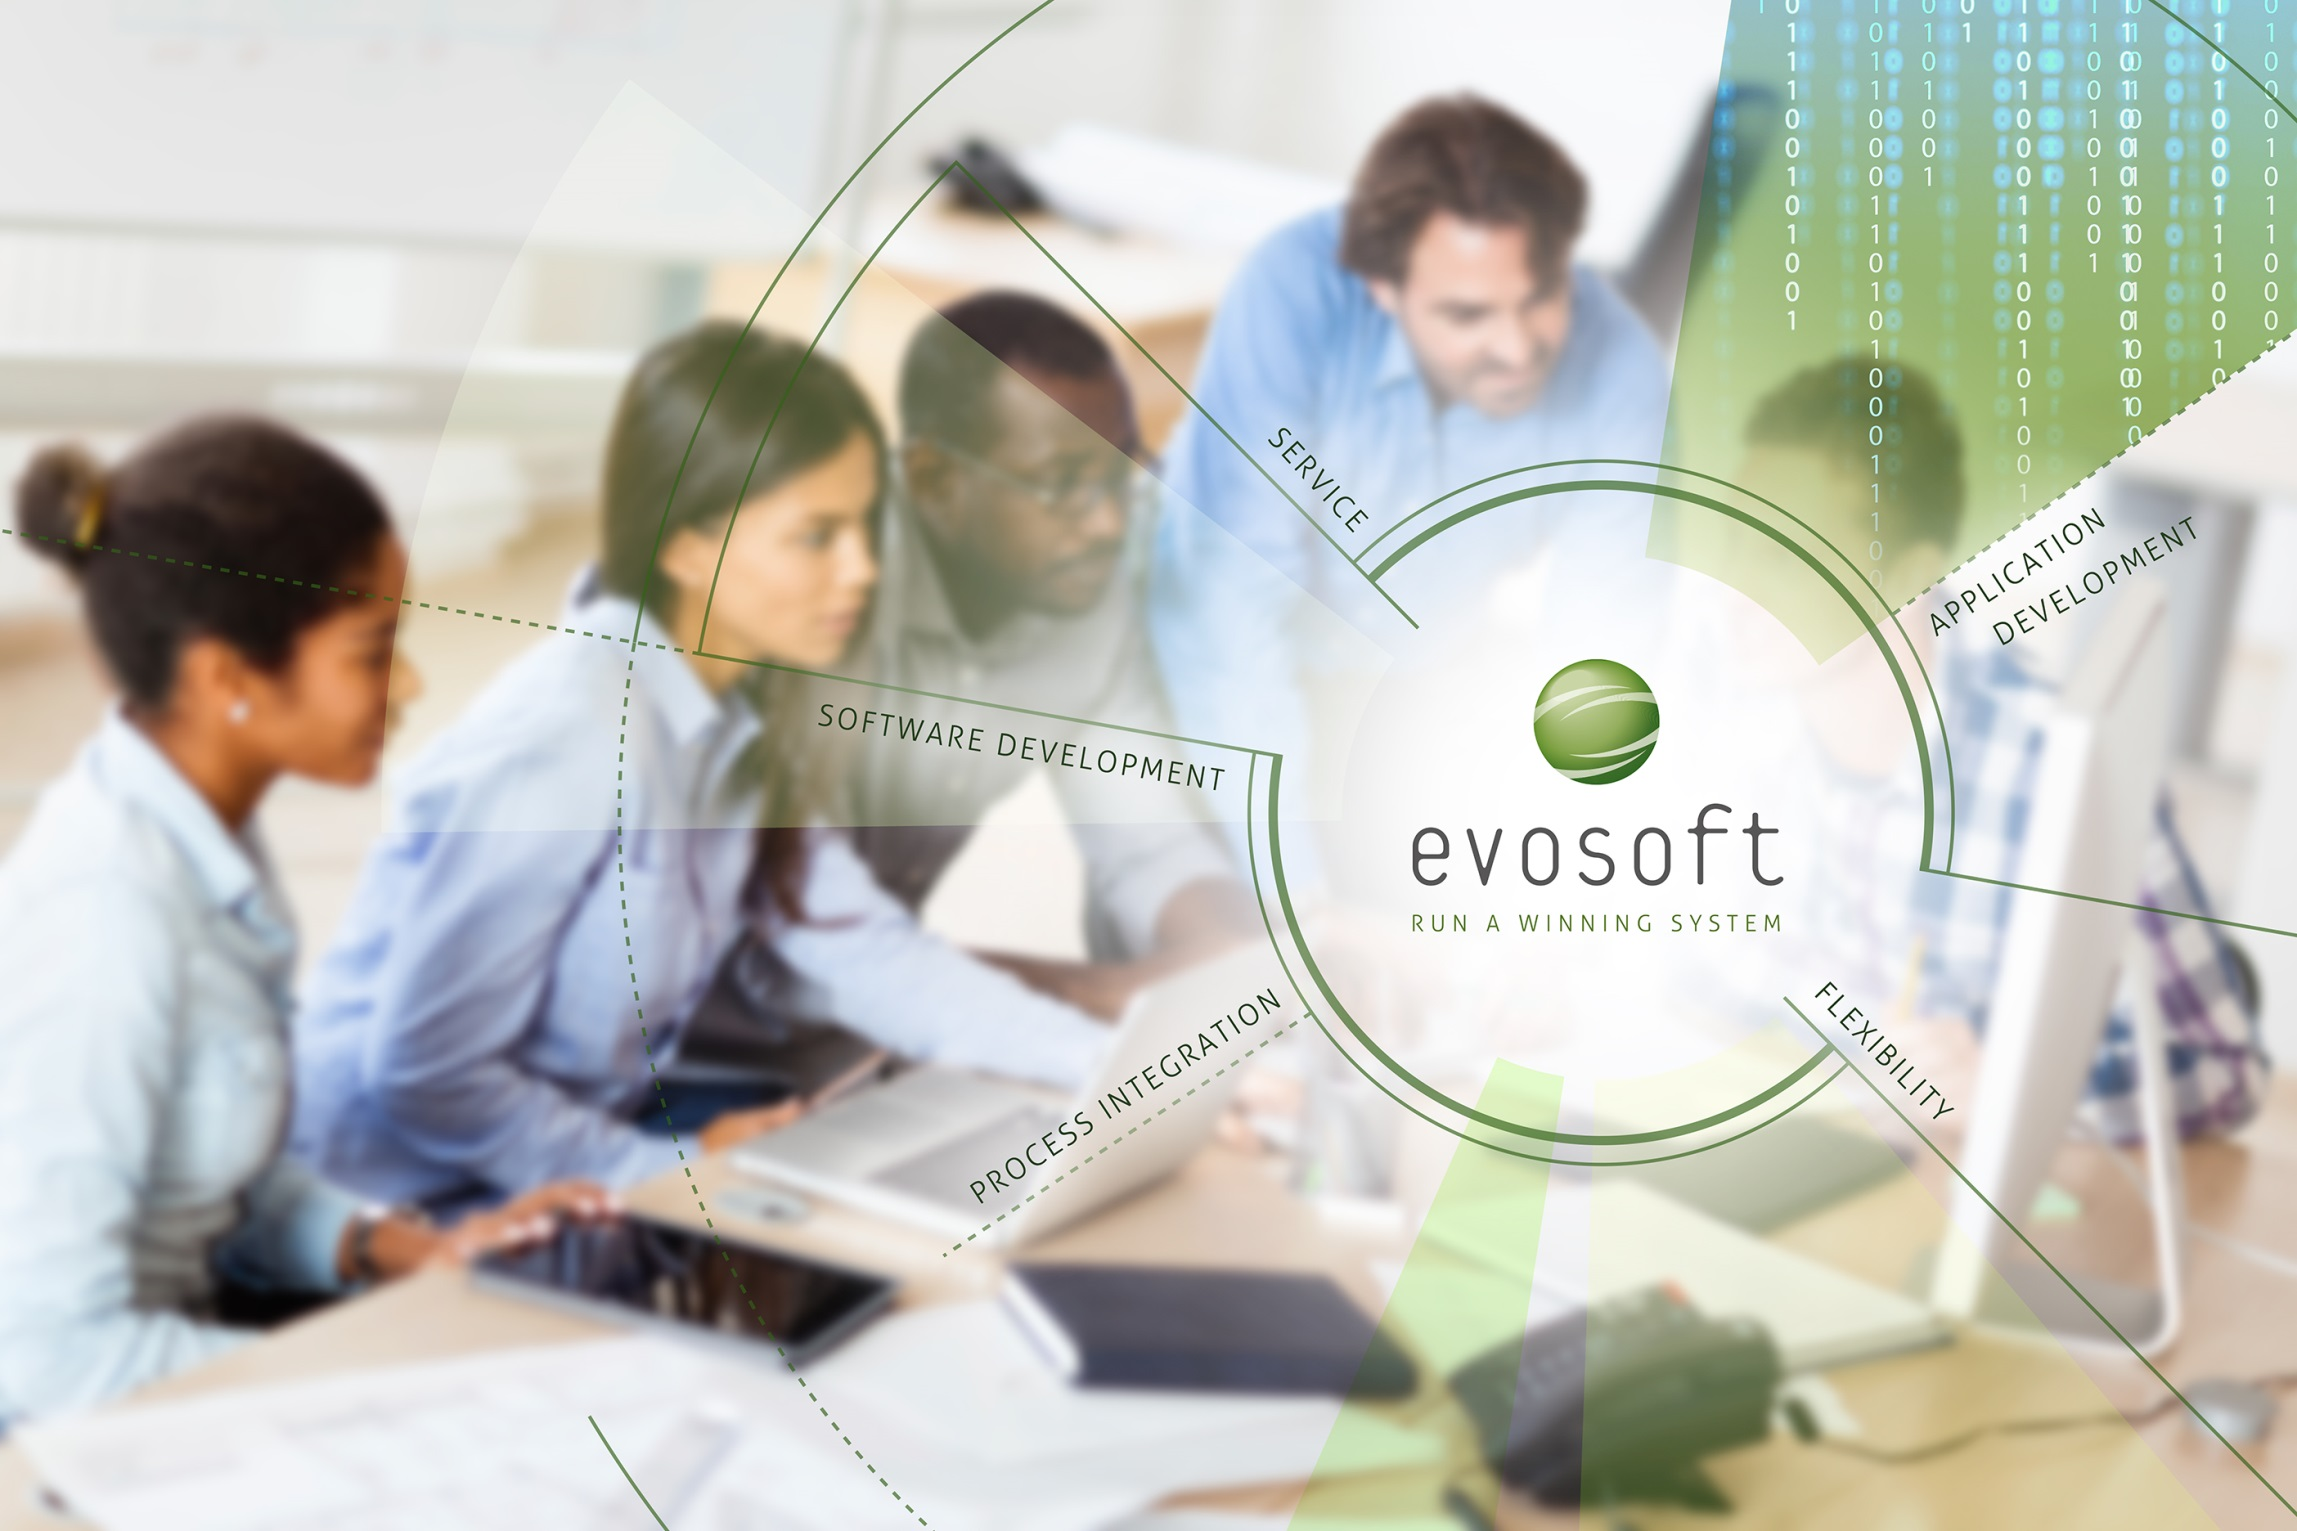 SERVICE
APPLICATION
DEVELOPMENT
SOFTWARE DEVELOPMENT
evosoft
RUN A WINNING SYSTEM
PROCESS INTEGRATION
FLEXIBILITY